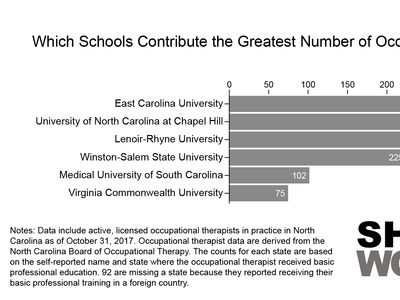 Which Schools Contribute the Greatest Number of Occ
0 50 100 150 200
East Carolina University
University of North Carolina at Chapel Hill
Lenoir-Rhyne University
Winston-Salem State University 225
Medical University of South Carolina 102
Virginia Commonwealth University 75
Notes: Data include active, licensed occupational therapists in practice in North
Carolina as of October 31, 2017. Occupational therapist data are derived from the
North Carolina Board of Occupational Therapy. The counts for each state are based
on the self-reported name and state where the occupational therapist received basic
professional education. 92 are missing a state because they reported receiving their
basic professional training in a foreign country.
SH
WO